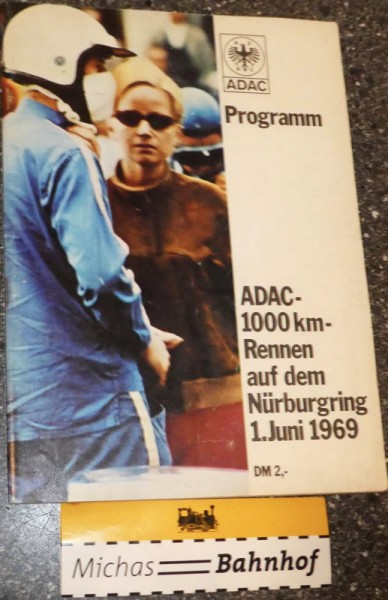 ADAC
Programm
ADAC-
1000 km-
Rennen
auf dem
Nürburgring
1. Juni 1969
DM 2,-
Michas Bahnhof